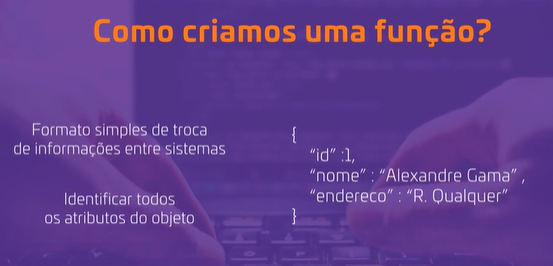 Como criamos uma função?
Formato simples de troca
de informações entre sistemas
Identificar todos
os atributos do objeto
{
“id” :1,
“nome” : “Alexandre Gama” ,
“endereco” : “R. Qualquer”
}